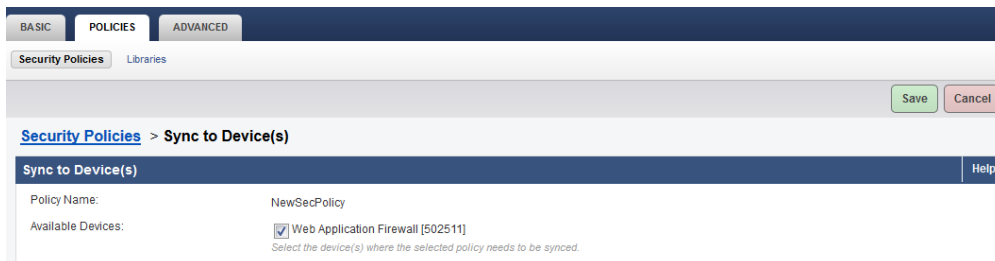 BASIC POLICIES ADVANCED
Security Policies Libraries
Save Cancel
Security Policies > Sync to Device(s)
Sync to Device(s) Help
Policy Name: NewSecPolicy
Available Devices: Web Application Firewall [502511]
Select the device(s) where the selected policy needs to be synced.